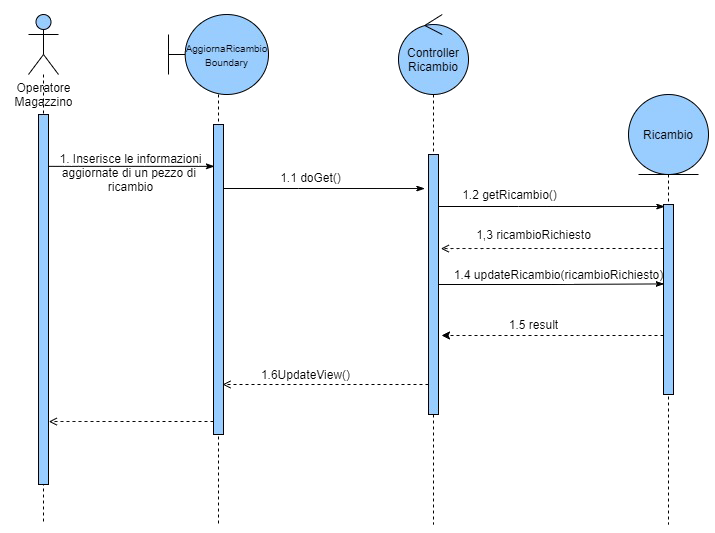 AggiornaRicambio
Boundary
Controller
Ricambio
Operatore
Magazzino
Ricambio
1. Inserisce le informazioni
aggiornate di un pezzo di
ricambio
1.1 doGet()
1.2 getRicambio()
1,3 ricambioRichiesto
1.4 updateRicambio(ricambioRichiesto)
1.5 result
1.6UpdateView()